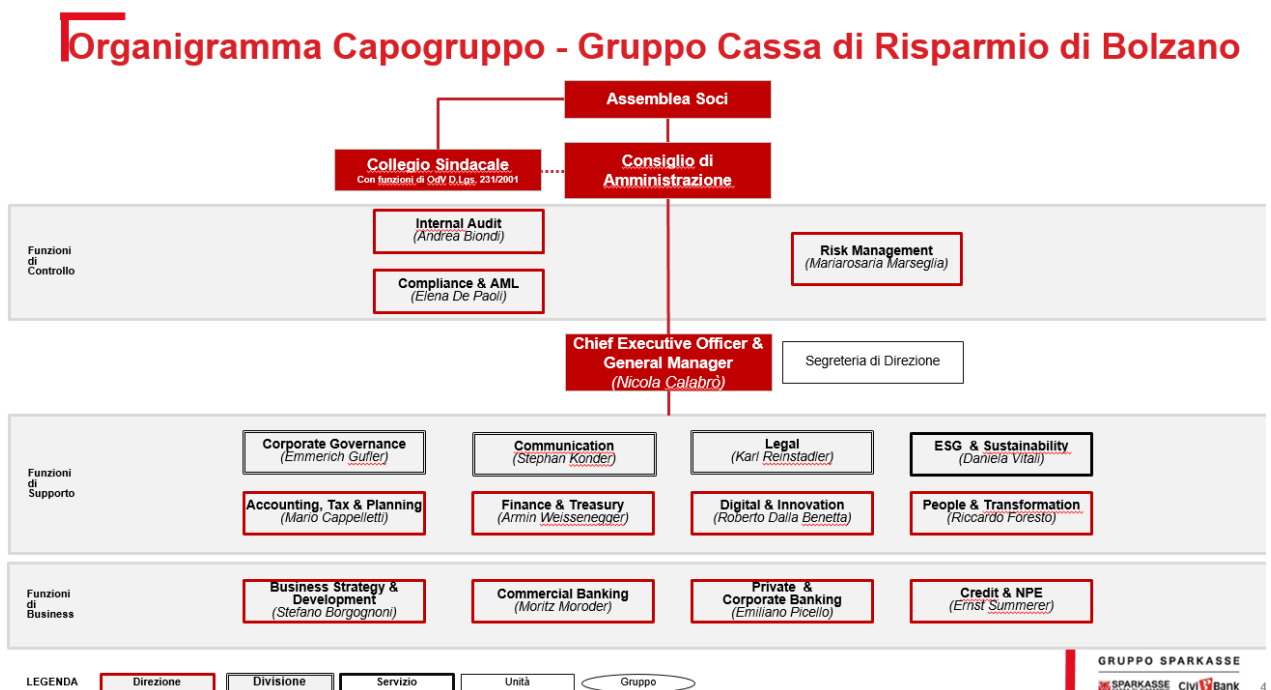 Organigramma Capogruppo - Gruppo Cassa di Risparmio di Bolzano
Assemblea Soci
Collegio Sindacale
Con funzioni di OdV D.Lgs. 231/2001
Consiglio di
Amministrazione
Funzioni
di
Controllo
Internal Audit
(Andrea Biondi)
Compliance & AML
(Elena De Paoli)
Risk Management
(Mariarosaria Marseglia)
Chief Executive Officer &
General Manager
(Nicola Calabrò)
Segreteria di Direzione
Funzioni
di
Supporto
Corporate Governance
(Emmerich Gufler)
Communication
(Stephan Konder)
Legal
(Karl Reinstadler)
ESG & Sustainability
(Daniela Vitali)
Accounting, Tax & Planning
(Mario Cappelletti)
Finance & Treasury
(Armin Weissenegger)
Digital & Innovation
(Roberto Dalla Benetta)
People & Transformation
(Riccardo Foresto)
Funzioni
di
Business
Business Strategy &
Development
(Stefano Borgognoni)
Commercial Banking
(Moritz Moroder)
Private &
Corporate Banking
(Emiliano Picello)
Credit & NPE
(Ernst Summerer)
LEGENDA
Direzione
Divisione
Servizio
Unità
Gruppo
GRUPPO SPARKASSE
SPARKASSE CiviBank
4